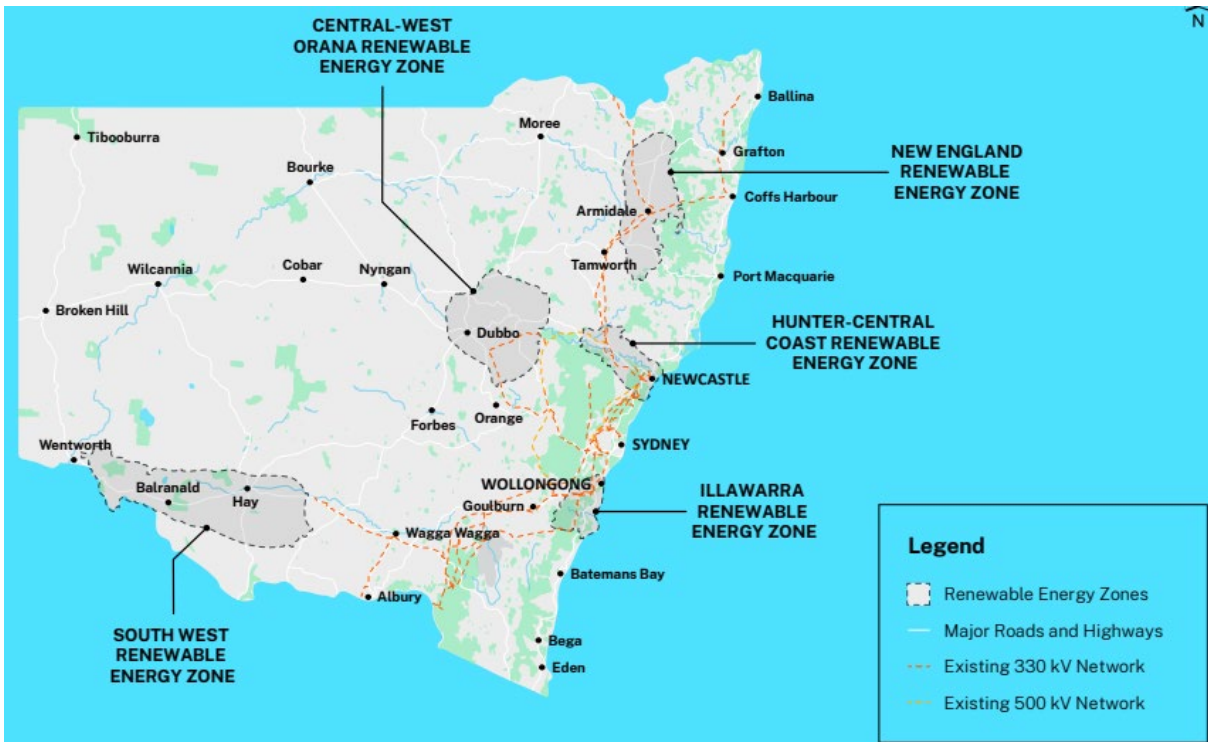 N
CENTRAL-WEST
ORANA RENEWABLE
ENERGY ZONE
Ballina
Tibooburra
Moree
Grafton
NEW ENGLAND
RENEWABLE
ENERGY ZONE
Bourke
Coffs Harbour
Armidale
Tamworth
Wilcannia
Cobar
Nyngan
Port Macquarie
Broken Hill
Dubbo
HUNTER-CENTRAL
COAST RENEWABLE
ENERGY ZONE
NEWCASTLE
Orange
Forbes
Wentworth
SYDNEY
Balranald
Hay
WOLLONGONG
Goulburn
ILLAWARRA
RENEWABLE
ENERGY ZONE
Wagga Wagga
Batemans Bay
Albury
SOUTH WEST
RENEWABLE
ENERGY ZONE
Bega
Eden
Legend
Renewable Energy Zones
Major Roads and Highways
Existing 330 kV Network
Existing 500 kV Network